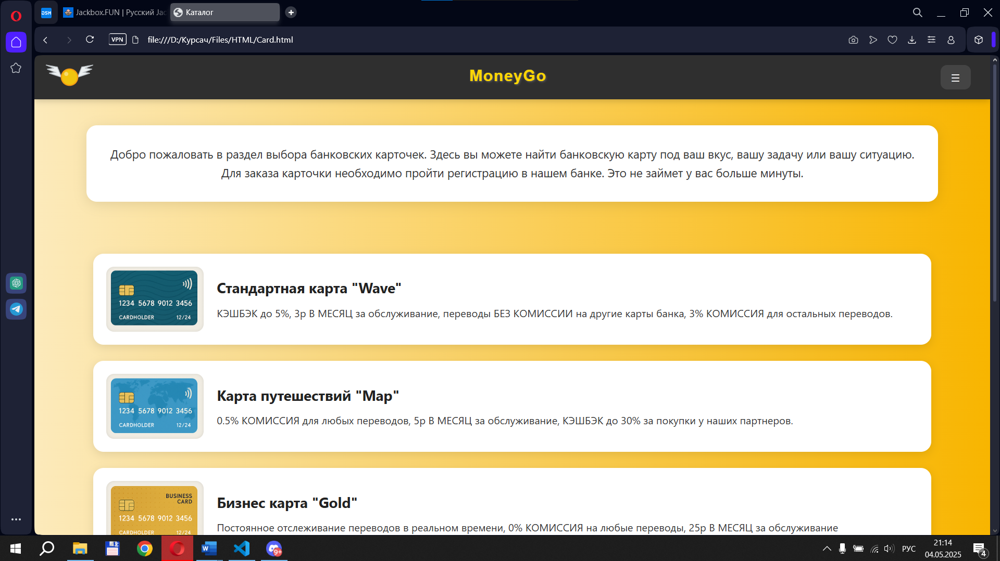 DSM
Jackbox.FUN | Русский Jac
Каталог
VPN
file:///D:/Курсач/Files/HTML/Card.html
MoneyGo
Добро пожаловать в раздел выбора банковских карточек. Здесь вы можете найти банковскую карту под ваш вкус, вашу задачу или вашу ситуацию.
Для заказа карточки необходимо пройти регистрацию в нашем банке. Это не займет у вас больше минуты.
1234 5678 9012 3456
CARDHOLDER 12/24
Стандартная карта "Wave"
КЭШБЭК до 5%, 3р В МЕСЯЦ за обслуживание, переводы БЕЗ КОМИССИИ на другие карты банка, 3% КОМИССИЯ для остальных переводов.
1234 5678 9012 3456
CARDHOLDER 12/24
Карта путешествий "Map"
0.5% КОМИССИЯ для любых переводов, 5р В МЕСЯЦ за обслуживание, КЭШБЭК до 30% за покупки у наших партнеров.
BUSINESS
CARD
1234 5678 9012 3456
CARDHOLDER 12/24
Бизнес карта "Gold"
Постоянное отслеживание переводов в реальном времени, 0% КОМИССИЯ на любые переводы, 25р В МЕСЯЦ за обслуживание
W
9+
РУС
21:14
04.05.2025
4